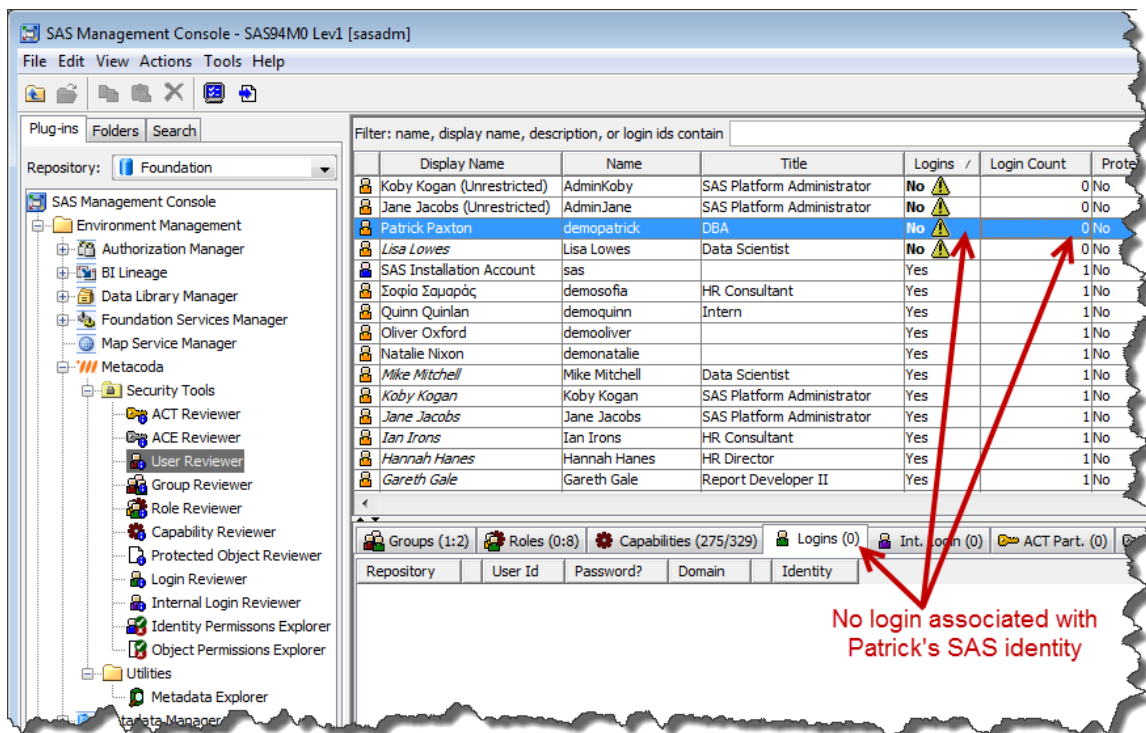 SAS Management Console - SAS94M0 Lev1 [sasadm]
File Edit View Actions Tools Help
Plug-ins Folders Search
Repository: Foundation
SAS Management Console
Environment Management
Authorization Manager
BI Lineage
Data Library Manager
Foundation Services Manager
Map Service Manager
Metacoda
Security Tools
ACT Reviewer
ACE Reviewer
User Reviewer
Group Reviewer
Role Reviewer
Capability Reviewer
Protected Object Reviewer
Login Reviewer
Internal Login Reviewer
Identity Permissons Explorer
Object Permissions Explorer
Utilities
Metadata Explorer
Filter: name, display name, description, or login ids contain
Display Name Name Title Logins / Login Count Prote
Koby Kogan (Unrestricted) AdminKoby SAS Platform Administrator No 0 No
Jane Jacobs (Unrestricted) AdminJane SAS Platform Administrator No 0 No
Patrick Paxton demopatrick DBA No 0 No
Lisa Lowes Lisa Lowes Data Scientist No 0 No
SAS Installation Account sas Yes 1 No
Σοφία Σαμαράς demosofia HR Consultant Yes 1 No
Quinn Quinlan demoquinn Intern Yes 1 No
Oliver Oxford demooliver Yes 1 No
Natalie Nixon demonatalie Yes 1 No
Mike Mitchell Mike Mitchell Data Scientist Yes 1 No
Koby Kogan Koby Kogan SAS Platform Administrator Yes 1 No
Jane Jacobs Jane Jacobs SAS Platform Administrator Yes 1 No
Ian Irons Ian Irons HR Consultant Yes 1 No
Hannah Hanes Hannah Hanes HR Director Yes 1 No
Gareth Gale Gareth Gale Report Developer II Yes 1 No
Groups (1:2) Roles (0:8) Capabilities (275/329) Logins (0) Int. Login (0) ACT Part. (0)
Repository User Id Password? Domain Identity
No login associated with
Patrick's SAS identity